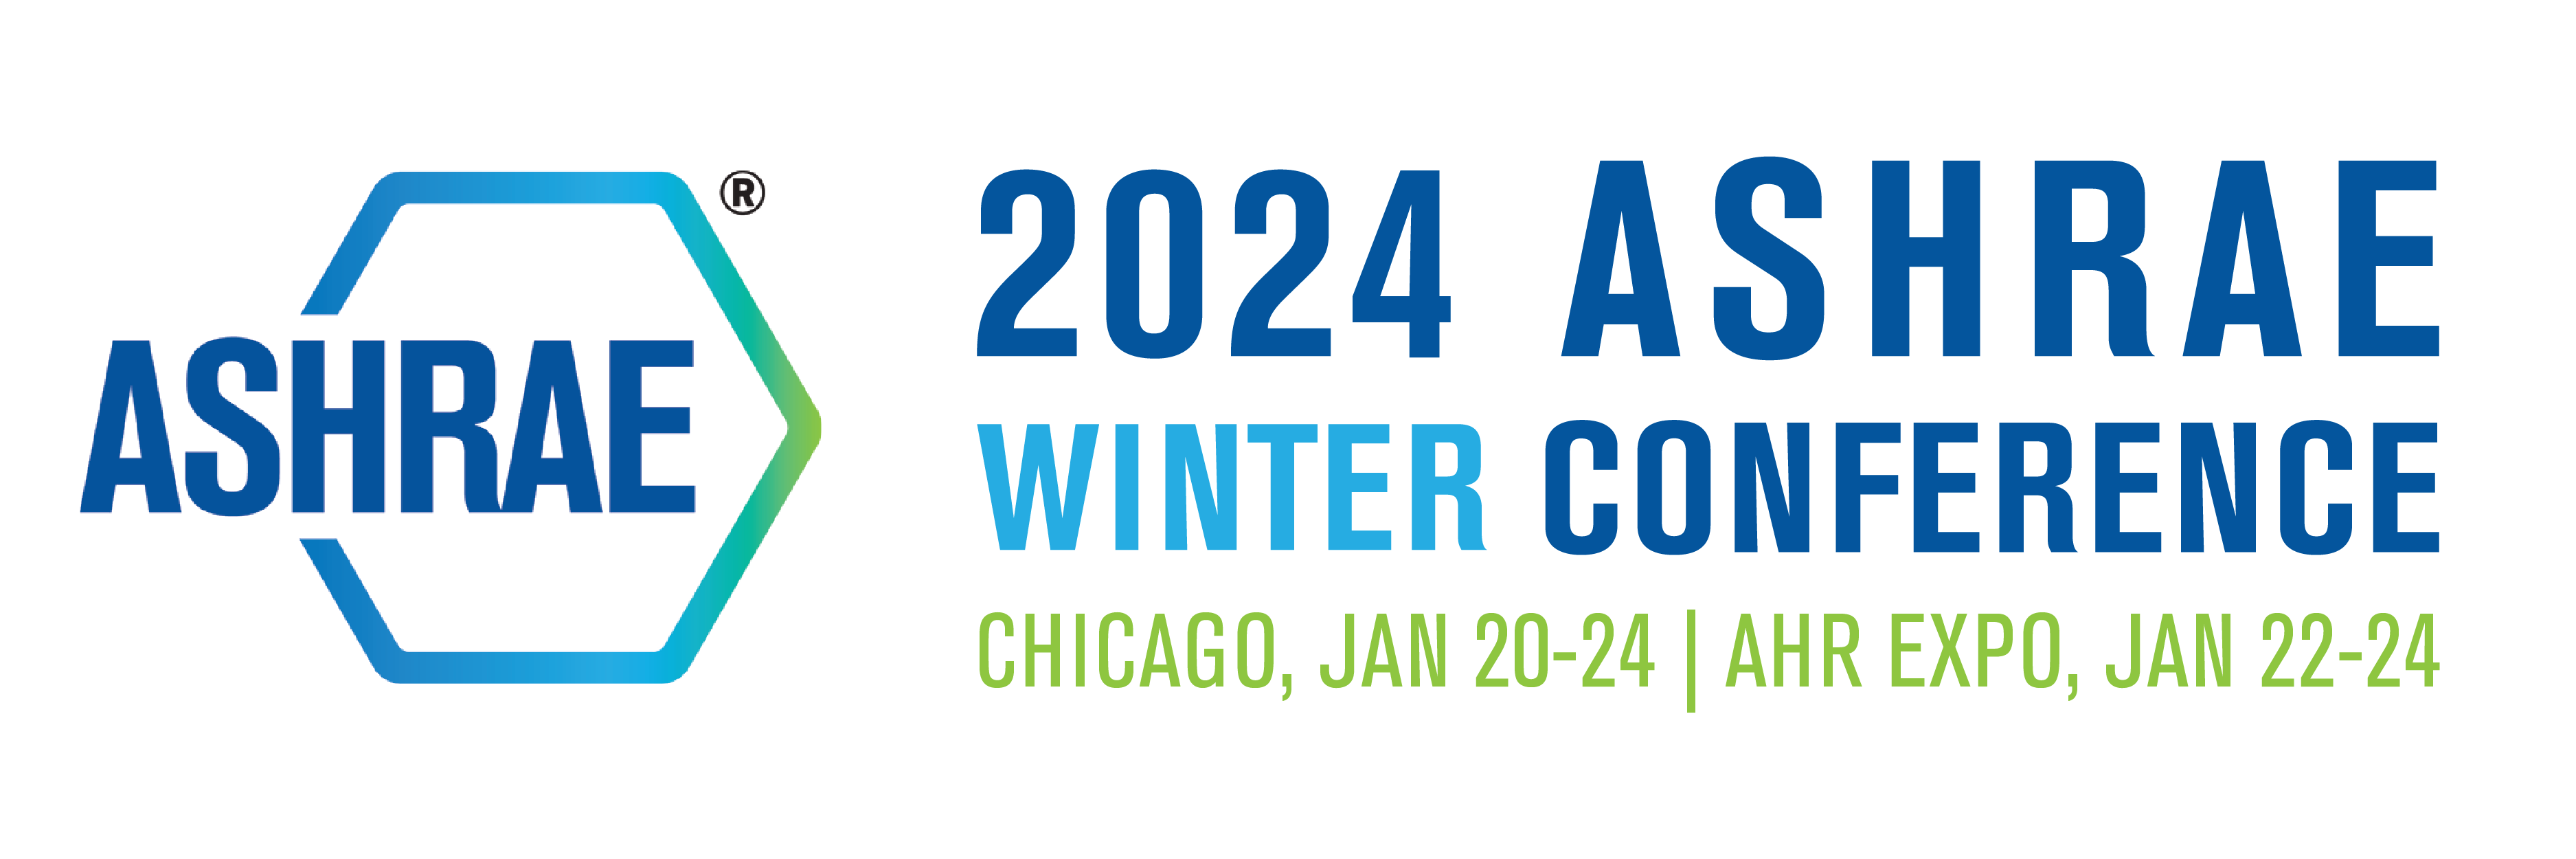 ASHRAE®
2024 ASHRAE
WINTER CONFERENCE
CHICAGO, JAN 20-24 | AHR EXPO, JAN 22-24